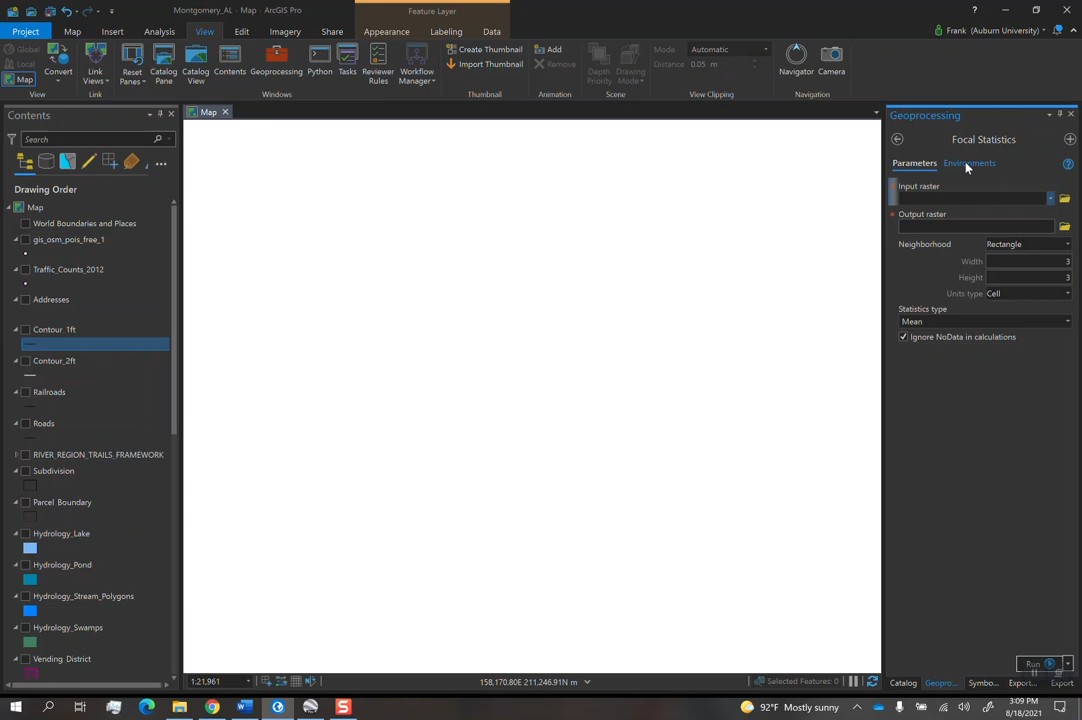 Montgomery_AL - Map - ArcGIS Pro
Feature Layer
?
Project Map Insert Analysis View Edit Imagery Share Appearance Labeling Data
Frank (Auburn University)
Global
Local
Map
Convert
Link Views
Reset Panes
Catalog Pane
Catalog View
Contents
Geoprocessing
Python
Tasks
Reviewer Rules
Workflow Manager
Create Thumbnail
Import Thumbnail
Add
Remove
Depth Priority
Drawing Mode
Mode Automatic
Distance 0.05 m
Navigator
Camera
View Link Windows Thumbnail Animation Scene View Clipping Navigation
Contents
Search
Drawing Order
Map
World Boundaries and Places
gis_osm_pois_free_1
Traffic_Counts_2012
Addresses
Contour_1ft
Contour_2ft
Railroads
Roads
RIVER_REGION_TRAILS_FRAMEWORK
Subdivision
Parcel_Boundary
Hydrology_Lake
Hydrology_Pond
Hydrology_Stream_Polygons
Hydrology_Swamps
Vending_District
Map
1:21,961
158,170.80E 211,246.91N m
Selected Features: 0
Geoprocessing
Focal Statistics
Parameters Environments
?
* Input raster
* Output raster
Neighborhood Rectangle
Width 3
Height 3
Units type Cell
Statistics type
Mean
Ignore NoData in calculations
Run
Catalog Geopro... Symbo... Export... Export
92°F Mostly sunny
3:09 PM
8/18/2021